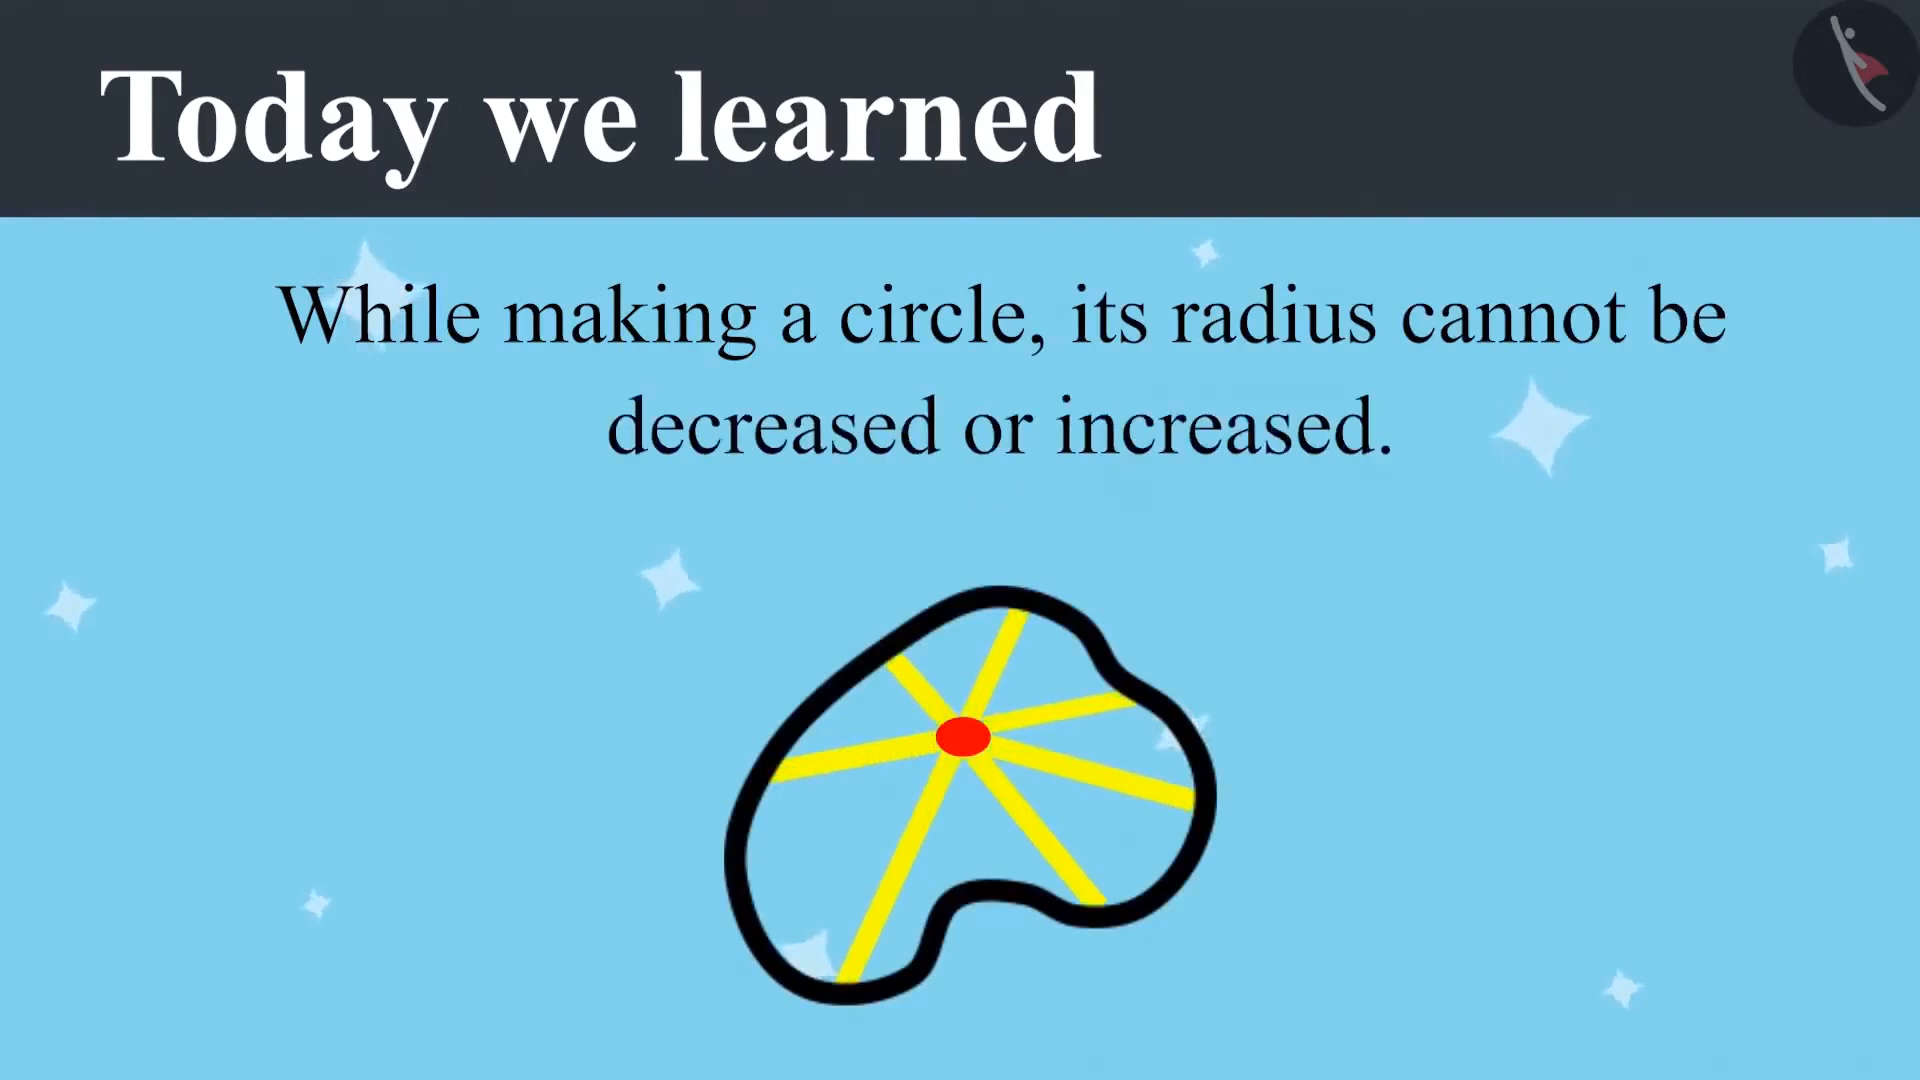 Today we learned
While making a circle, its radius cannot be
decreased or increased.